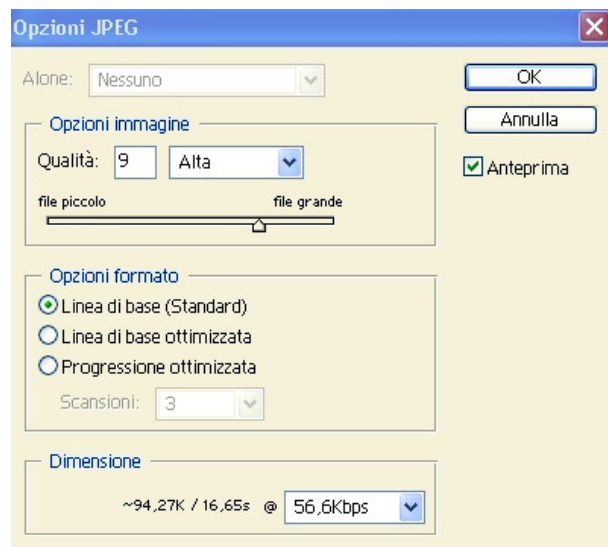 Opzioni JPEG
Alone: Nessuno
OK
Annulla
Anteprima
Opzioni immagine
Qualità: 9 Alta
file piccolo file grande
Opzioni formato
Linea di base (Standard)
Linea di base ottimizzata
Progressione ottimizzata
Scansioni: 3
Dimensione
~94,27K / 16,65s @ 56,6Kbps